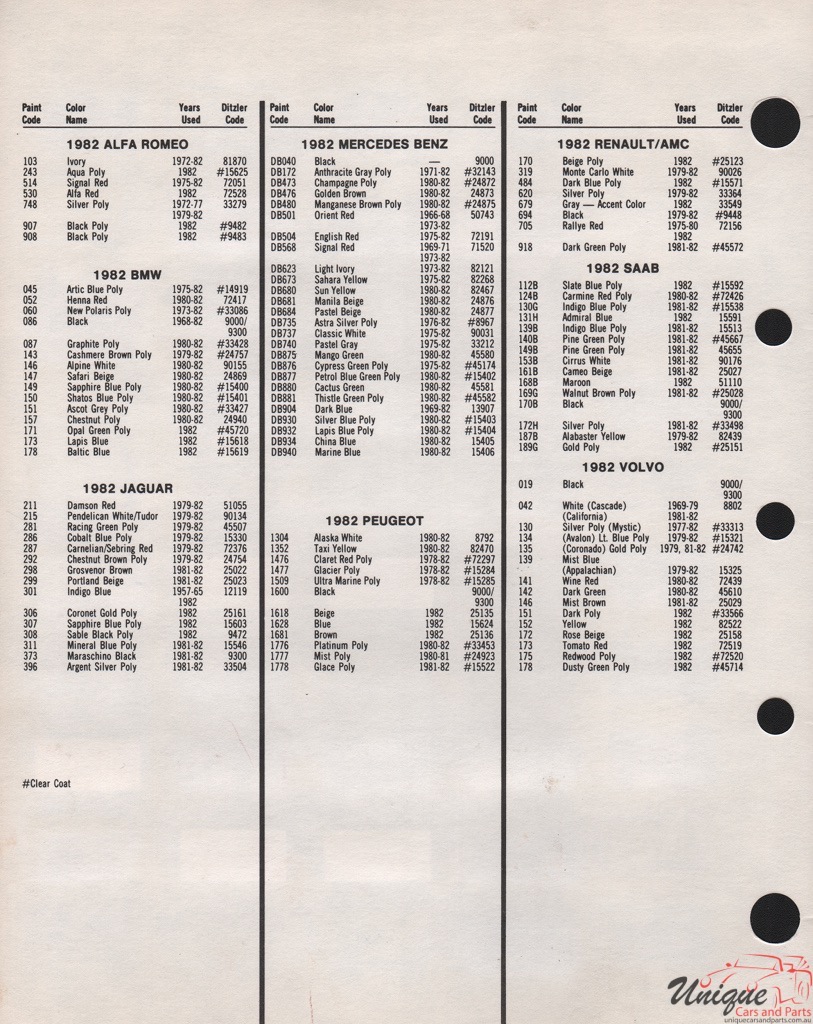 Paint Color Years Ditzler
Code Name Used Code
1982 ALFA ROMEO
103 Ivory 1972-82 81870
243 Aqua Poly 1982 #15625
514 Signal Red 1975-82 72051
530 Alfa Red 1982 72528
748 Silver Poly 1972-77 33279
1979-82
907 Black Poly 1982 #9482
908 Black Poly 1982 #9483
1982 BMW
045 Artic Blue Poly 1975-82 #14919
052 Henna Red 1980-82 72417
060 New Polaris Poly 1973-82 #33086
086 Black 1968-82 9000/
9300
087 Graphite Poly 1980-82 #33428
143 Cashmere Brown Poly 1979-82 #24757
146 Alpine White 1980-82 90155
147 Safari Beige 1980-82 24869
149 Sapphire Blue Poly 1980-82 #15400
150 Shatos Blue Poly 1980-82 #15401
151 Ascot Grey Poly 1980-82 #33427
157 Chestnut Poly 1980-82 24940
171 Opal Green Poly 1982 #45720
173 Lapis Blue 1982 #15618
178 Baltic Blue 1982 #15619
1982 JAGUAR
211 Damson Red 1979-82 51055
215 Pendelican White/Tudor 1979-82 90134
281 Racing Green Poly 1979-82 45507
286 Cobalt Blue Poly 1979-82 15330
287 Carnelian/Sebring Red 1979-82 72376
292 Chestnut Brown Poly 1979-82 24754
298 Grosvenor Brown 1981-82 25022
299 Portland Beige 1981-82 25023
301 Indigo Blue 1957-65 12119
1982
306 Coronet Gold Poly 1982 25161
307 Sapphire Blue Poly 1982 15603
308 Sable Black Poly 1982 9472
311 Mineral Blue Poly 1981-82 15546
373 Maraschino Black 1981-82 9300
396 Argent Silver Poly 1981-82 33504
#Clear Coat
Paint Color Years Ditzler
Code Name Used Code
1982 MERCEDES BENZ
DB040 Black — 9000
DB172 Anthracite Gray Poly 1971-82 #32143
DB473 Champagne Poly 1980-82 #24872
DB476 Golden Brown 1980-82 24873
DB480 Manganese Brown Poly 1980-82 #24875
DB501 Orient Red 1966-68 50743
1973-82
DB504 English Red 1975-82 72191
DB568 Signal Red 1969-71 71520
1973-82
DB623 Light Ivory 1973-82 82121
DB673 Sahara Yellow 1975-82 82268
DB680 Sun Yellow 1980-82 82467
DB681 Manila Beige 1980-82 24876
DB684 Pastel Beige 1980-82 24877
DB735 Astra Silver Poly 1976-82 #8967
DB737 Classic White 1975-82 90031
DB740 Pastel Gray 1975-82 33212
DB875 Mango Green 1980-82 45580
DB876 Cypress Green Poly 1975-82 #45174
DB877 Petrol Blue Green Poly 1980-82 #15402
DB880 Cactus Green 1980-82 45581
DB881 Thistle Green Poly 1980-82 #45582
DB904 Dark Blue 1969-82 13907
DB930 Silver Blue Poly 1980-82 #15403
DB932 Lapis Blue Poly 1980-82 #15404
DB934 China Blue 1980-82 15405
DB940 Marine Blue 1980-82 15406
1982 PEUGEOT
1304 Alaska White 1980-82 8792
1352 Taxi Yellow 1980-82 82470
1476 Claret Red Poly 1978-82 #72297
1477 Glacier Poly 1978-82 #15284
1509 Ultra Marine Poly 1978-82 #15285
1600 Black 9000/
9300
1618 Beige 1982 25135
1628 Blue 1982 15624
1681 Brown 1982 25136
1776 Platinum Poly 1980-82 #33453
1777 Mist Poly 1980-81 #24923
1778 Glace Poly 1981-82 #15522
Paint Color Years Ditzler
Code Name Used Code
1982 RENAULT/AMC
170 Beige Poly 1982 #25123
319 Monte Carlo White 1979-82 90026
484 Dark Blue Poly 1982 #15571
620 Silver Poly 1979-82 33364
679 Gray — Accent Color 1982 33549
694 Black 1979-82 #9448
705 Rallye Red 1975-80 72156
1982
918 Dark Green Poly 1981-82 #45572
1982 SAAB
112B Slate Blue Poly 1982 #15592
124B Carmine Red Poly 1980-82 #72426
130G Indigo Blue Poly 1981-82 #15538
131H Admiral Blue 1982 15591
139B Indigo Blue Poly 1981-82 15513
140B Pine Green Poly 1981-82 #45667
149B Pine Green Poly 1981-82 45655
153B Cirrus White 1981-82 90176
161B Cameo Beige 1981-82 25027
168B Maroon 1982 51110
169G Walnut Brown Poly 1981-82 #25028
170B Black 9000/
9300
172H Silver Poly 1981-82 #33498
187B Alabaster Yellow 1979-82 82439
189G Gold Poly 1982 #25151
1982 VOLVO
019 Black 9000/
9300
042 White (Cascade) 1969-79 8802
(California) 1981-82
130 Silver Poly (Mystic) 1977-82 #33313
134 (Avalon) Lt. Blue Poly 1979-82 #15321
135 (Coronado) Gold Poly 1979, 81-82 #24742
139 Mist Blue
(Appalachian) 1979-82 15325
141 Wine Red 1980-82 72439
142 Dark Green 1980-82 45610
146 Mist Brown 1981-82 25029
151 Dark Poly 1982 #33566
152 Yellow 1982 82522
172 Rose Beige 1982 25158
173 Tomato Red 1982 72519
175 Redwood Poly 1982 #72520
178 Dusty Green Poly 1982 #45714
Unique
Cars and Parts
uniquecarsandparts.com.au